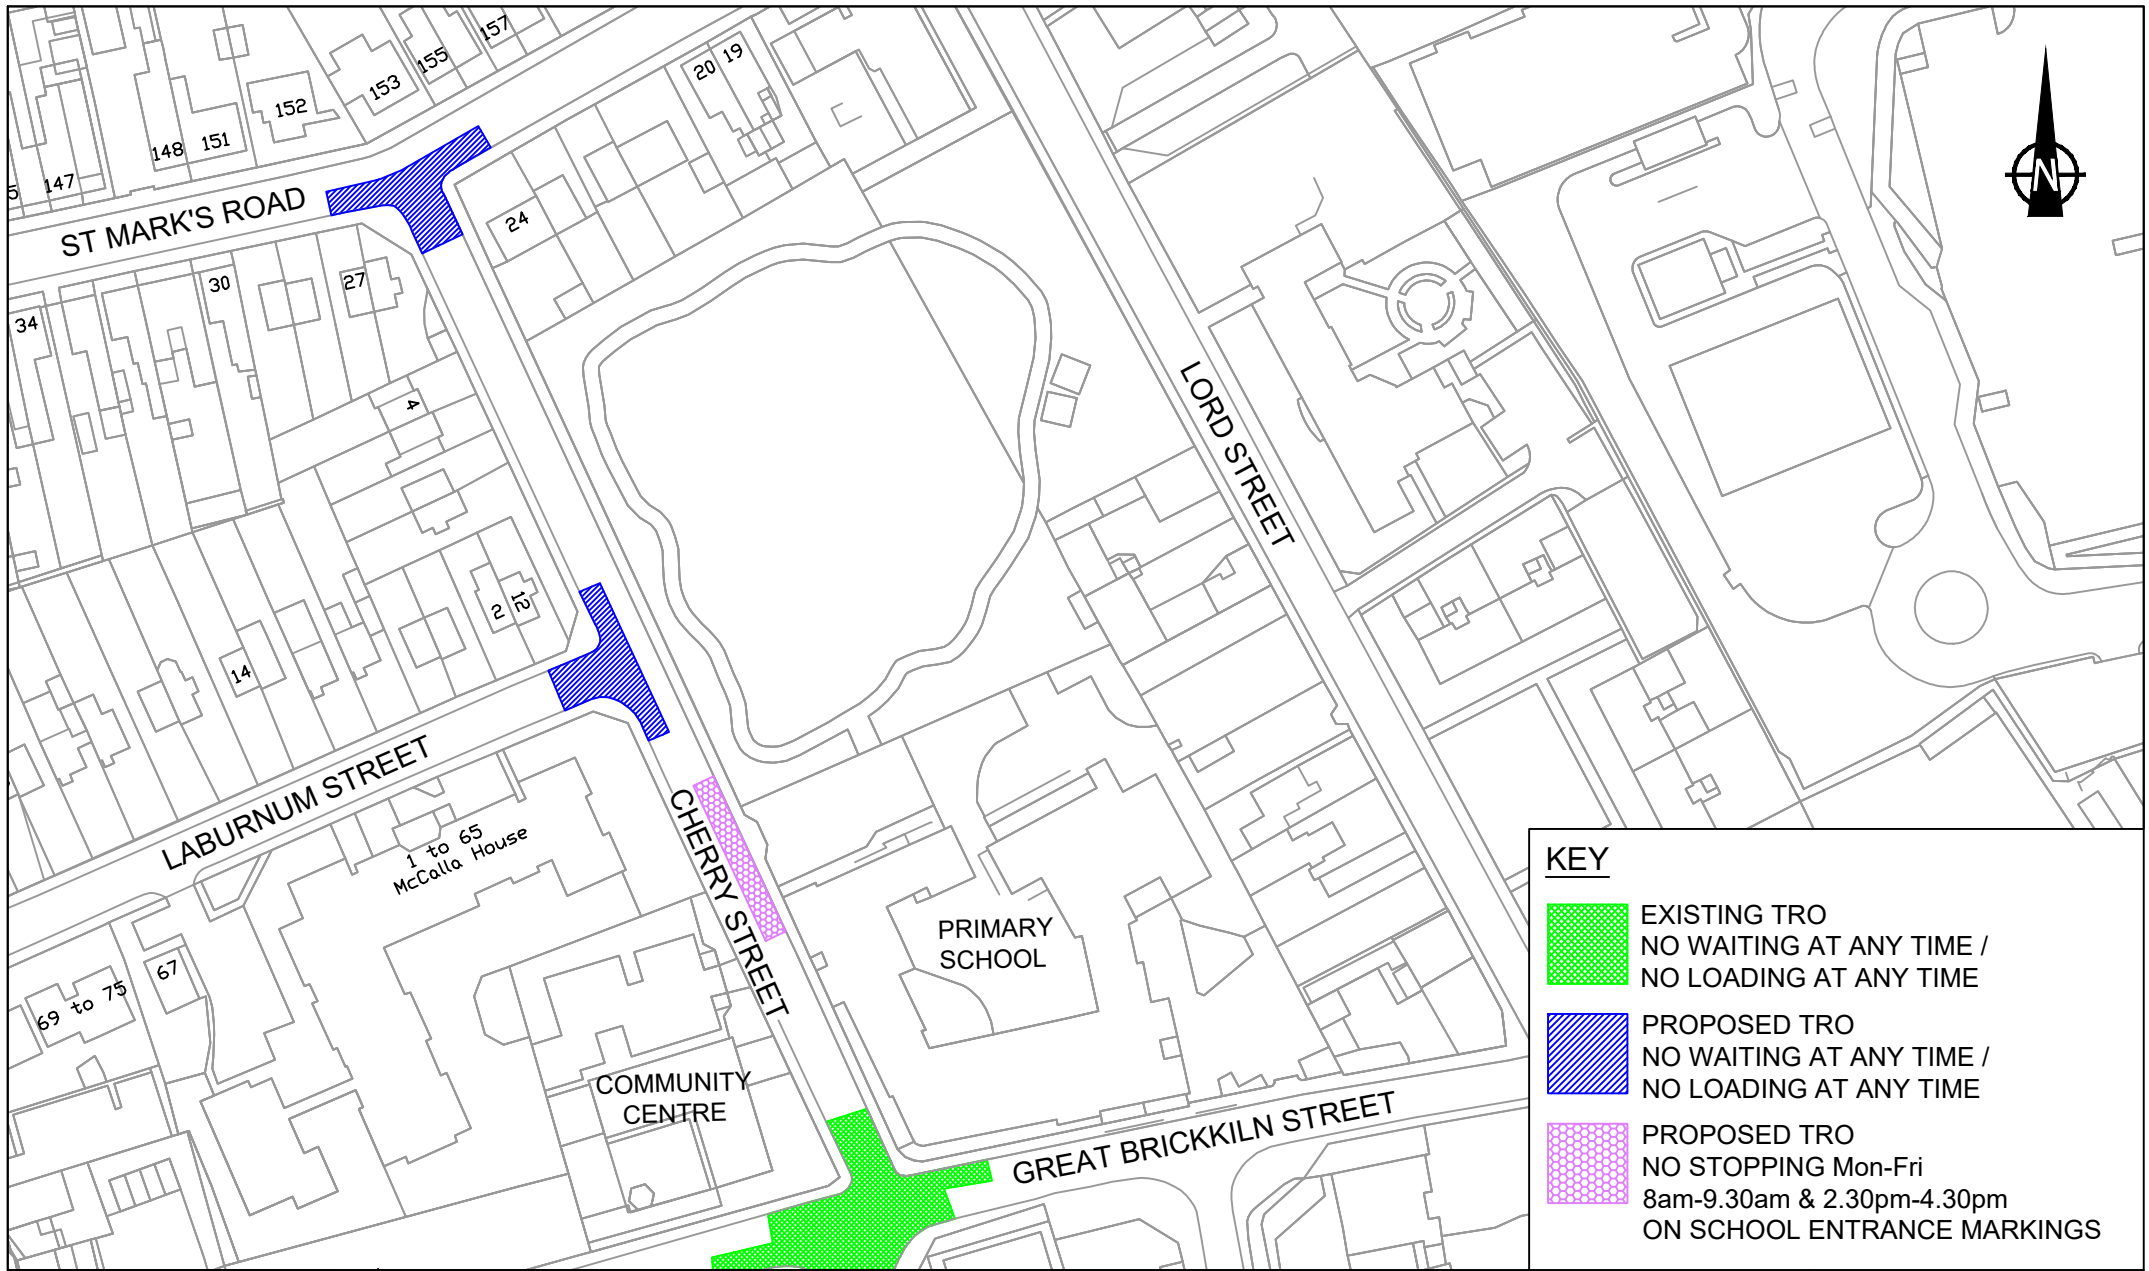 157
155
153
152
20 19
148
151
147
5
ST MARK'S ROAD
24
30
27
34
4
LORD STREET
2
12
14
LABURNUM STREET
1 to 65
McCalla House
CHERRY STREET
PRIMARY
SCHOOL
67
69 to 75
COMMUNITY
CENTRE
GREAT BRICKKILN STREET
N
KEY
EXISTING TRO
NO WAITING AT ANY TIME /
NO LOADING AT ANY TIME
PROPOSED TRO
NO WAITING AT ANY TIME /
NO LOADING AT ANY TIME
PROPOSED TRO
NO STOPPING Mon-Fri
8am-9.30am & 2.30pm-4.30pm
ON SCHOOL ENTRANCE MARKINGS